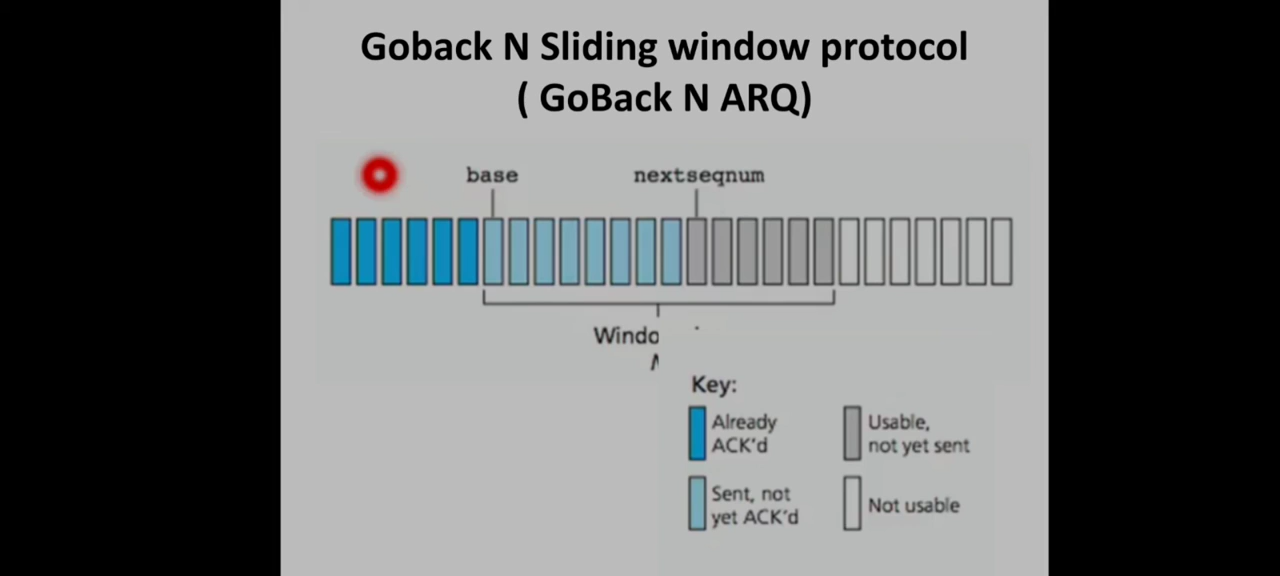 Goback N Sliding window protocol
( GoBack N ARQ)
base
nextseqnum
Key:
Already
ACK'd
Usable,
not yet sent
Sent, not
yet ACK'd
Not usable